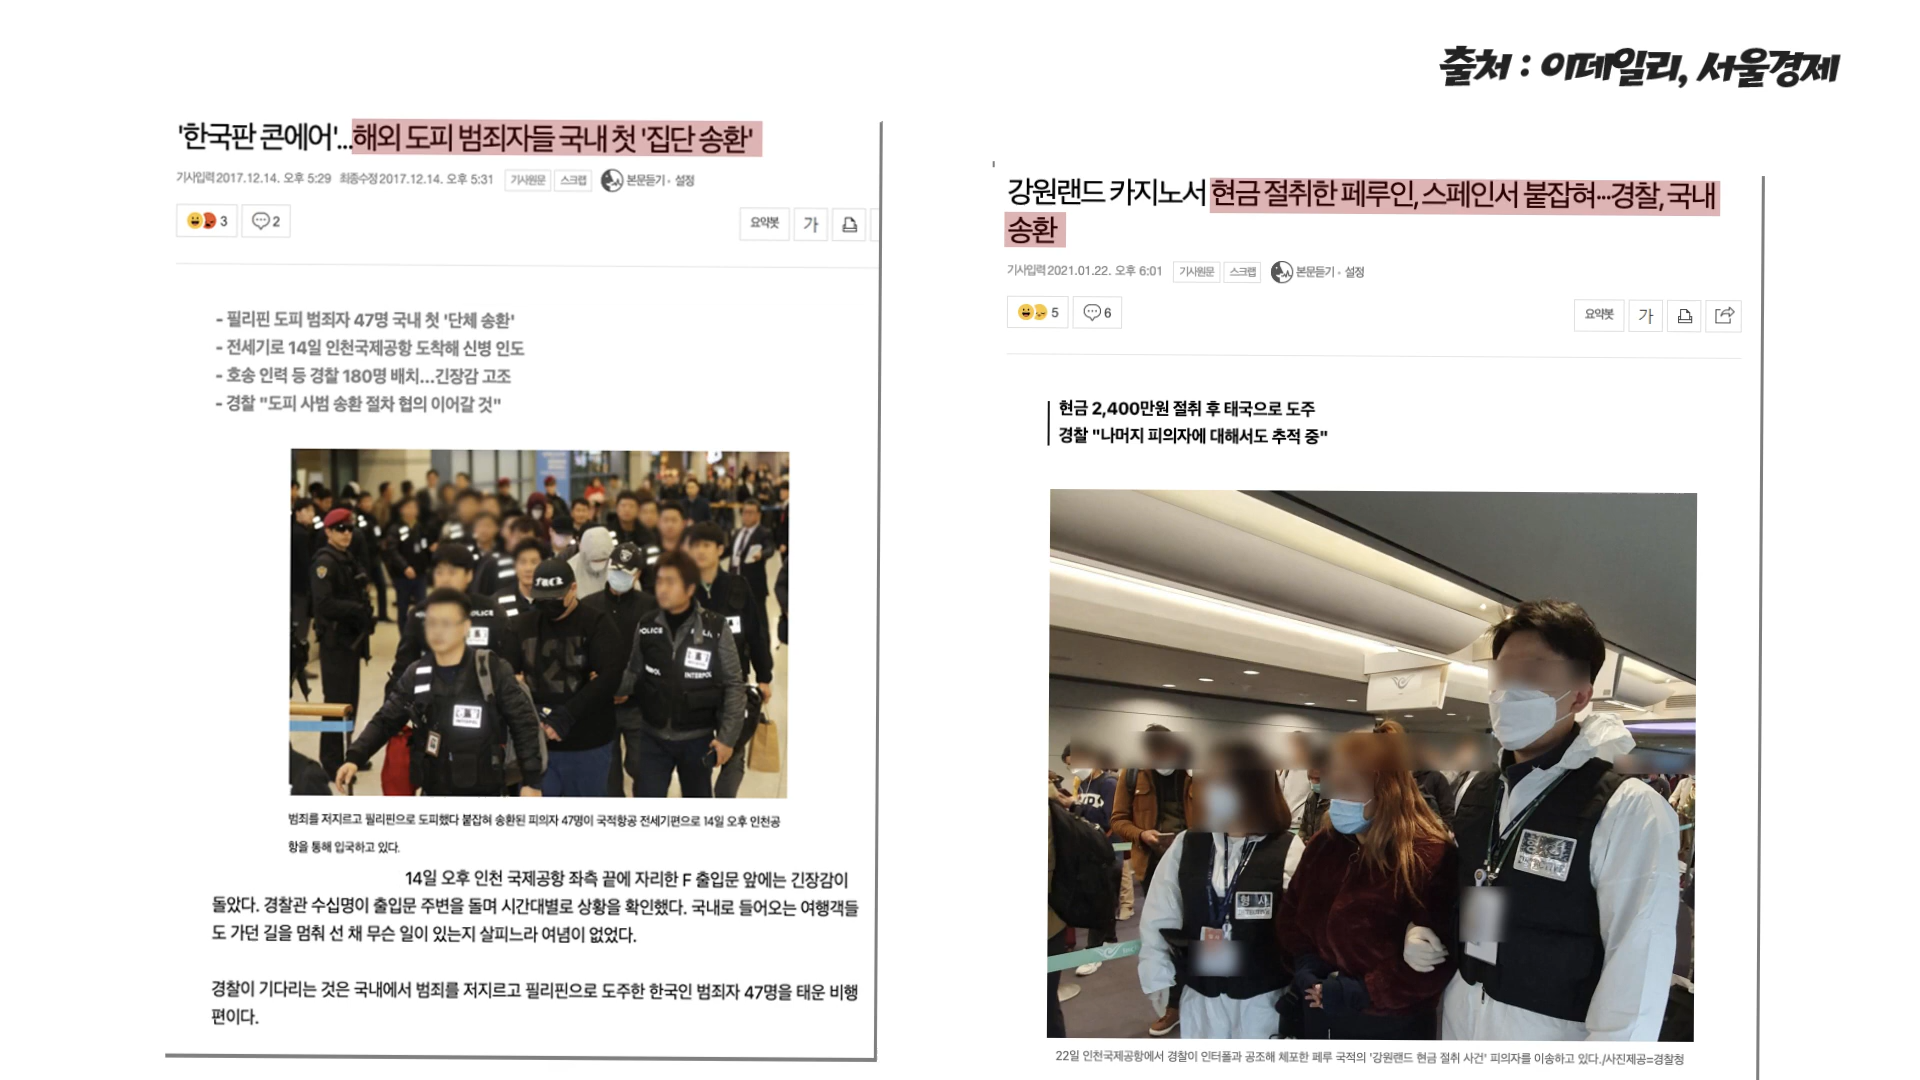 출처 : 이데일리, 서울경제
'한국판 콘에어'...해외 도피 범죄자들 국내 첫 '집단 송환'
기사입력 2017.12.14. 오후 5:29 최종수정 2017.12.14. 오후 5:31 기사원문 스크랩 본문듣기 · 설정
3 2
요약봇 가
- 필리핀 도피 범죄자 47명 국내 첫 '단체 송환'
- 전세기로 14일 인천국제공항 도착해 신병 인도
- 호송 인력 등 경찰 180명 배치...긴장감 고조
- 경찰 "도피 사범 송환 절차 협의 이어갈 것"
POLICE
POLICE
INTERPOL
범죄를 저지르고 필리핀으로 도피했다 붙잡혀 송환된 피의자 47명이 국적항공 전세기편으로 14일 오후 인천공
항을 통해 입국하고 있다.
14일 오후 인천 국제공항 좌측 끝에 자리한 F 출입문 앞에는 긴장감이
돌았다. 경찰관 수십명이 출입문 주변을 돌며 시간대별로 상황을 확인했다. 국내로 들어오는 여행객들
도 가던 길을 멈춰 선 채 무슨 일이 있는지 살피느라 여념이 없었다.
경찰이 기다리는 것은 국내에서 범죄를 저지르고 필리핀으로 도주한 한국인 범죄자 47명을 태운 비행
편이다.
강원랜드 카지노서 현금 절취한 페루인, 스페인서 붙잡혀…경찰, 국내
송환
기사입력 2021.01.22. 오후 6:01 기사원문 스크랩 본문듣기 · 설정
5 6
요약봇 가
현금 2,400만원 절취 후 태국으로 도주
경찰 "나머지 피의자에 대해서도 추적 중"
형사
형 사
22일 인천국제공항에서 경찰이 인터폴과 공조해 체포한 페루 국적의 '강원랜드 현금 절취 사건' 피의자를 이송하고 있다./사진제공=경찰청